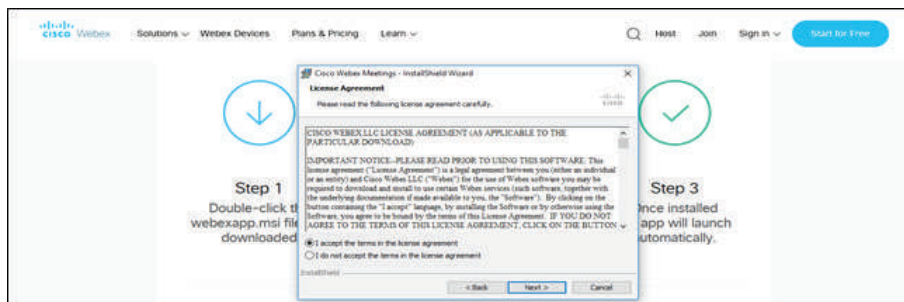 CISCO Webex Solutions Webex Devices Plans & Pricing Learn Host Join Sign in Start for Free
Cisco Webex Meetings - InstallShield Wizard
License Agreement
Please read the following license agreement carefully.
CISCO
CISCO WEBEX LLC LICENSE AGREEMENT (AS APPLICABLE TO THE
PARTICULAR DOWNLOAD)
IMPORTANT NOTICE--PLEASE READ PRIOR TO USING THIS SOFTWARE: This
license agreement ("License Agreement") is a legal agreement between you (either an individual
or an entity) and Cisco Webex LLC ("Webex") for the use of Webex software you may be
required to download and install to use certain Webex services (such software, together with
the underlying documentation if made available to you, the "Software"). By clicking on the
button containing the "I accept" language, by installing the Software or by otherwise using the
Software, you agree to be bound by the terms of this License Agreement. IF YOU DO NOT
AGREE TO THE TERMS OF THIS LICENSE AGREEMENT, CLICK ON THE BUTTON
I accept the terms in the license agreement
I do not accept the terms in the license agreement
InstallShield
< Back Next > Cancel
Step 1
Double-click th
webexapp.msi file
downloaded
Step 3
Once installed
app will launch
utomatically.